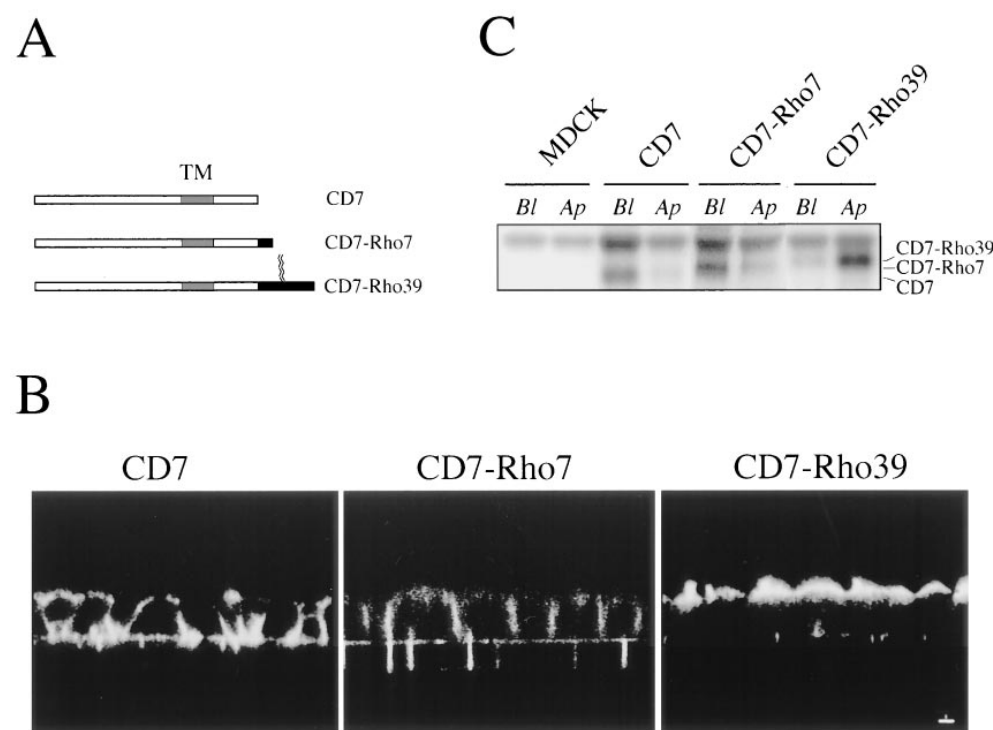 A
TM
CD7
CD7-Rho7
CD7-Rho39
C
MDCK CD7 CD7-Rho7 CD7-Rho39
Bl Ap Bl Ap Bl Ap Bl Ap
CD7-Rho39
CD7-Rho7
CD7
B
CD7 CD7-Rho7 CD7-Rho39